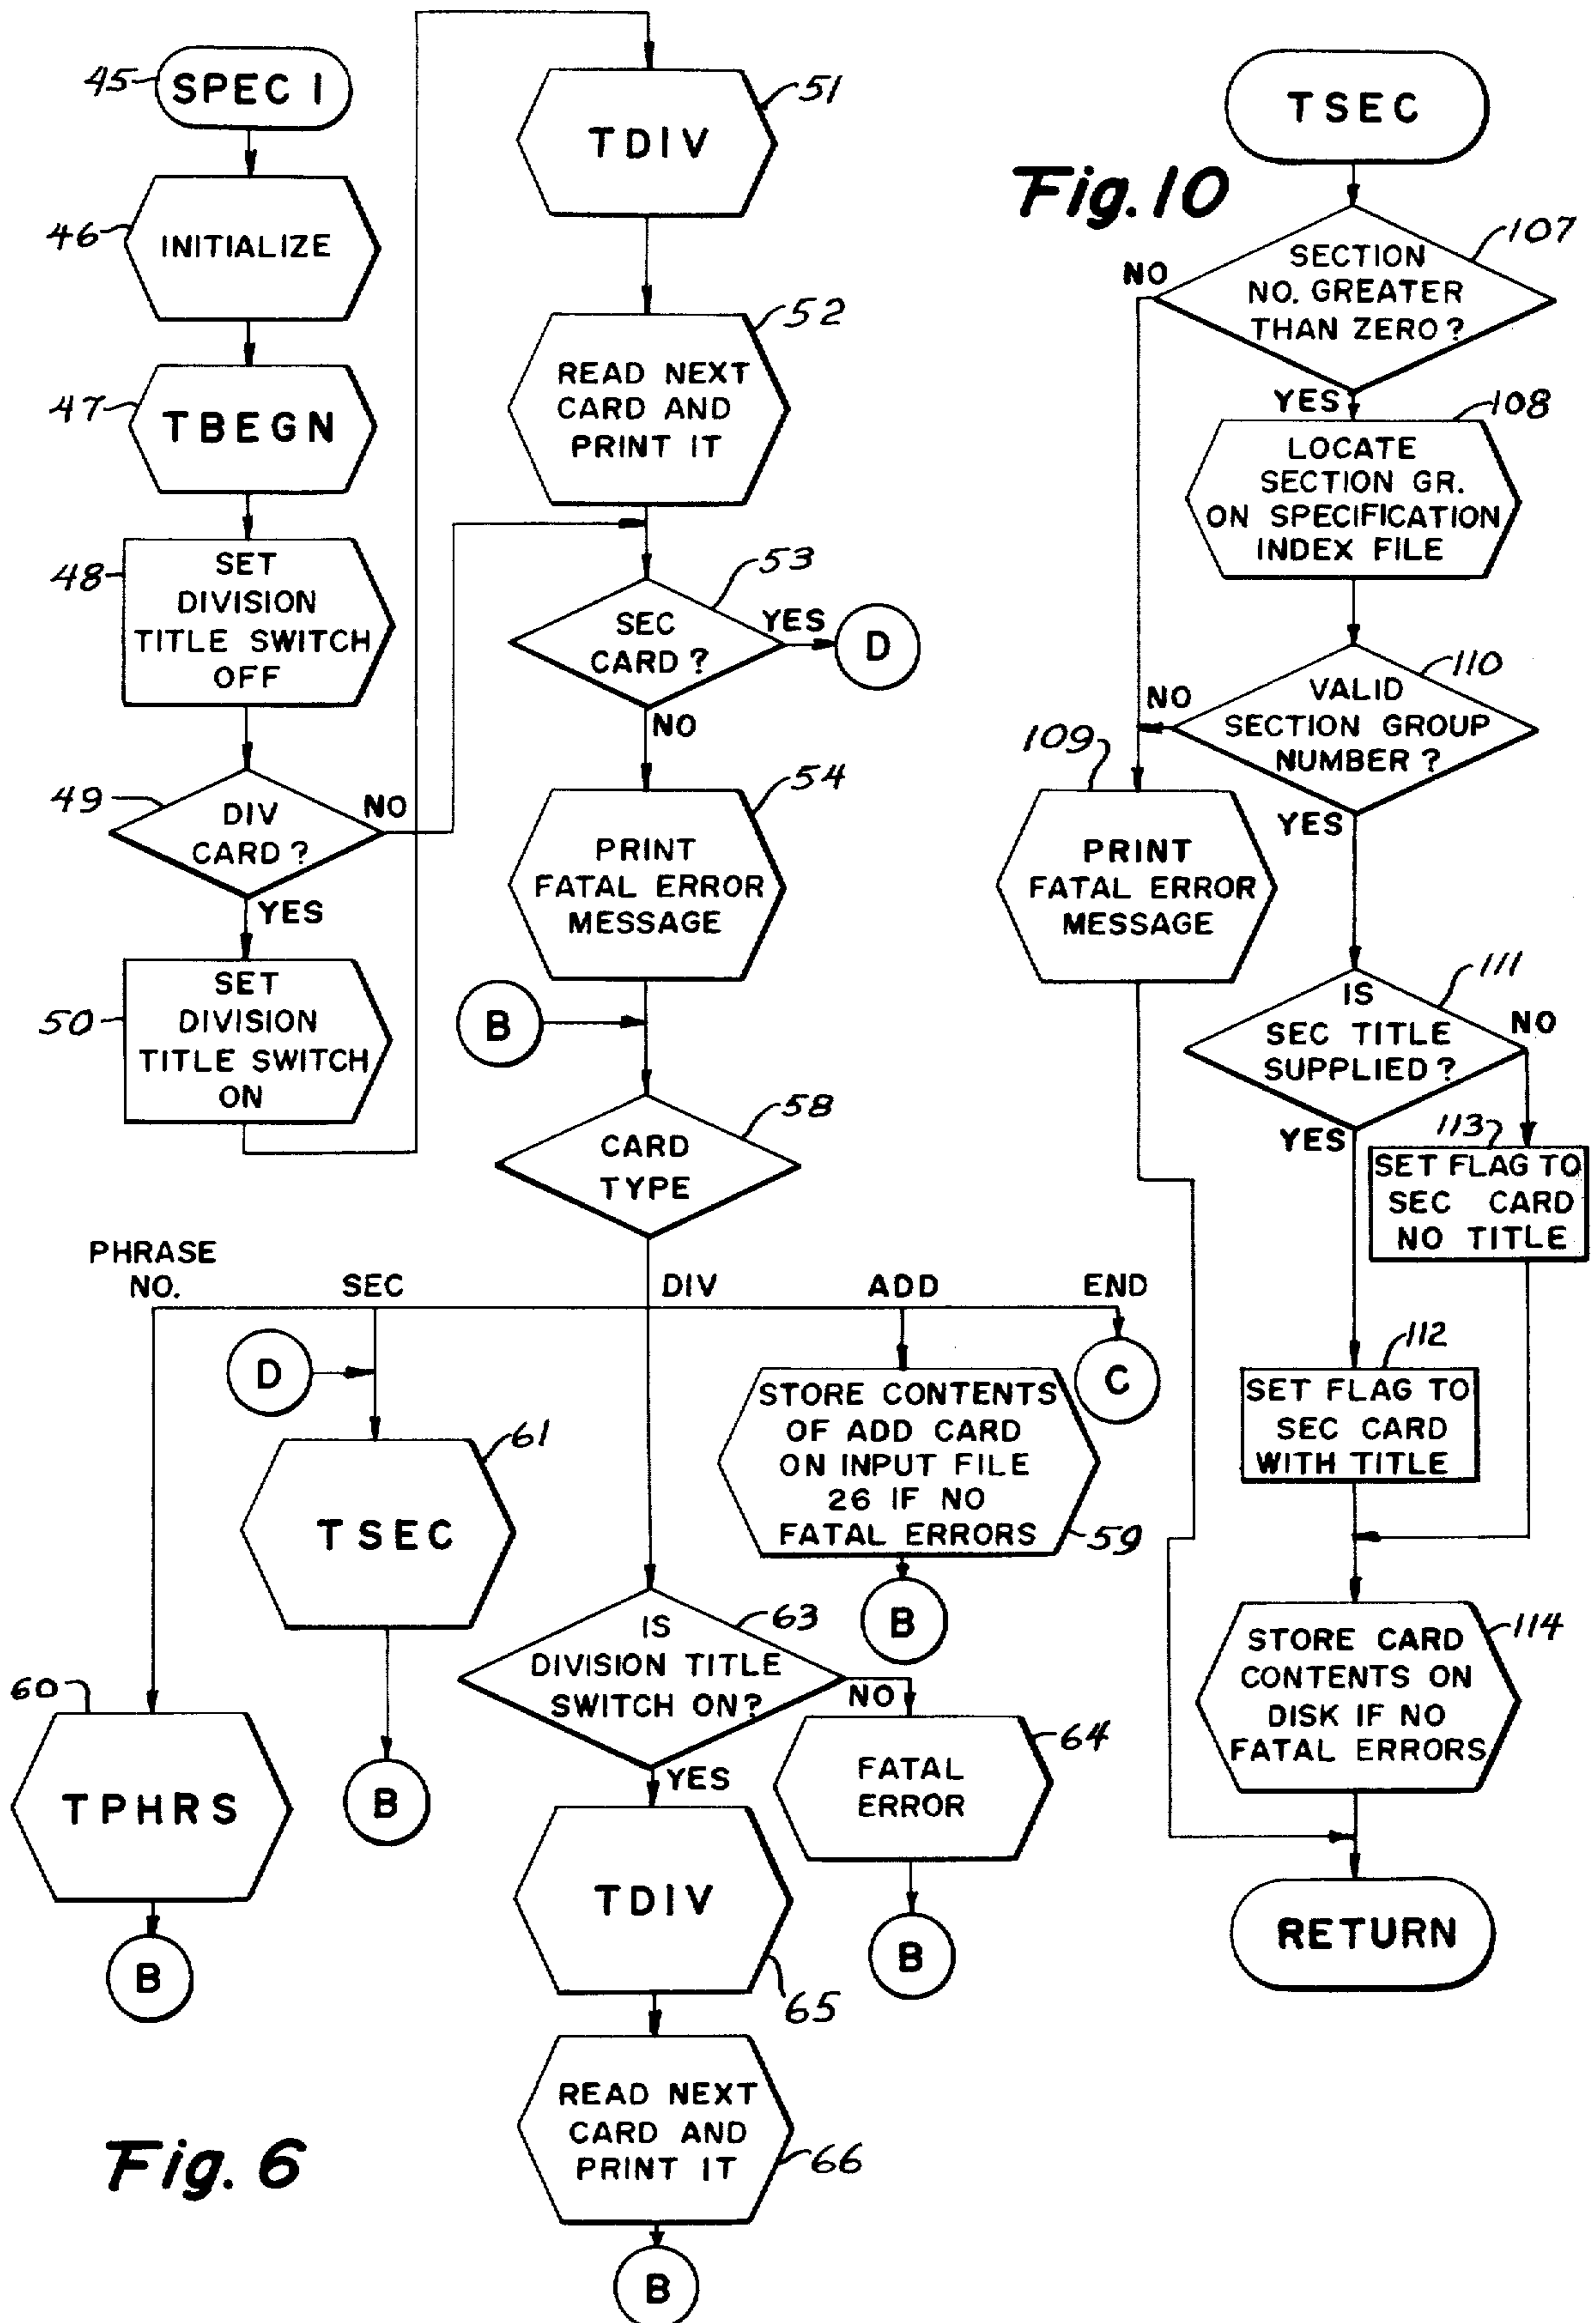 45
SPEC 1
46
INITIALIZE
47
TBEGN
48
SET
DIVISION
TITLE SWITCH
OFF
49
DIV
CARD?
NO
YES
50
SET
DIVISION
TITLE SWITCH
ON
51
TDIV
52
READ NEXT
CARD AND
PRINT IT
53
SEC
CARD?
YES
D
NO
54
PRINT
FATAL ERROR
MESSAGE
B
58
CARD
TYPE
PHRASE
NO.
SEC
DIV
ADD
END
D
C
61
TSEC
B
60
TPHRS
B
STORE CONTENTS
OF ADD CARD
ON INPUT FILE
26 IF NO
FATAL ERRORS
59
B
63
IS
DIVISION TITLE
SWITCH ON?
NO
YES
64
FATAL
ERROR
B
TDIV
65
READ NEXT
CARD AND
PRINT IT
66
B
Fig. 6
TSEC
Fig. 10
107
SECTION
NO. GREATER
THAN ZERO?
NO
YES
108
LOCATE
SECTION GR.
ON SPECIFICATION
INDEX FILE
110
VALID
SECTION GROUP
NUMBER?
NO
YES
109
PRINT
FATAL ERROR
MESSAGE
111
IS
SEC TITLE
SUPPLIED?
NO
YES
113
SET FLAG TO
SEC CARD
NO TITLE
112
SET FLAG TO
SEC CARD
WITH TITLE
114
STORE CARD
CONTENTS ON
DISK IF NO
FATAL ERRORS
RETURN